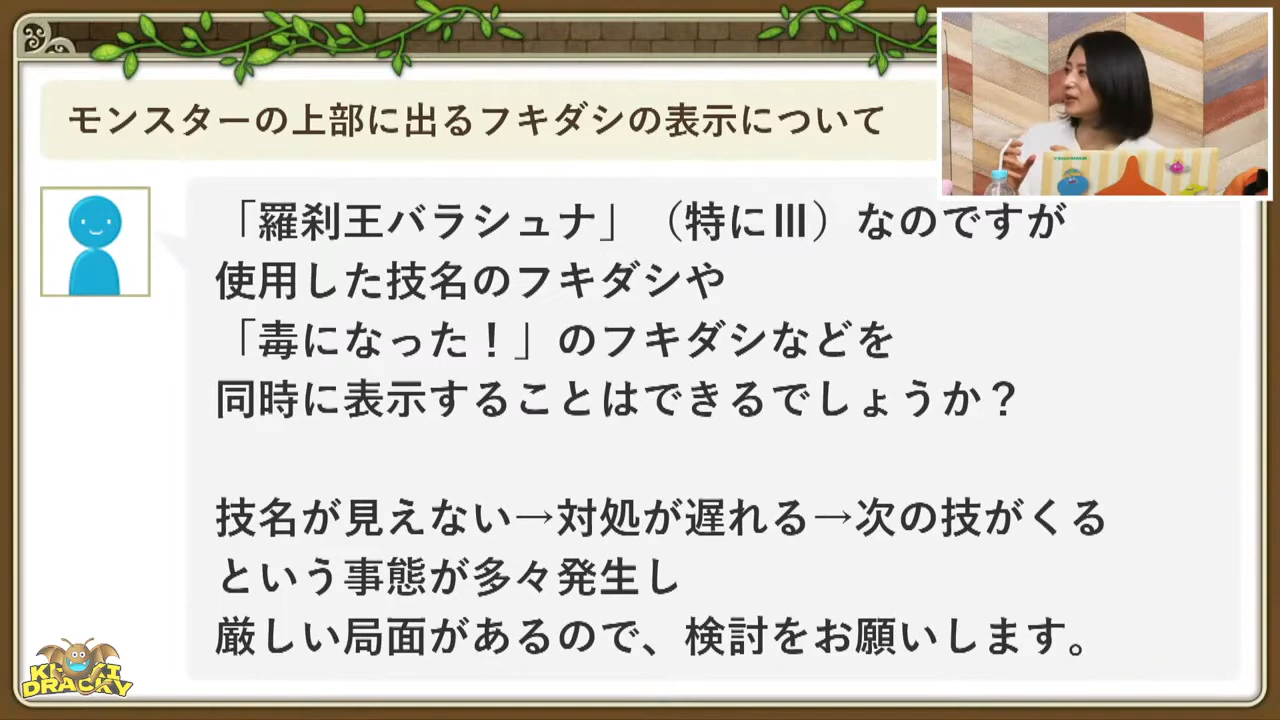 モンスターの上部に出るフキダシの表示について
「羅刹王バラシュナ」（特にⅢ）なのですが
使用した技名のフキダシや
「毒になった！」のフキダシなどを
同時に表示することはできるでしょうか？
技名が見えない→対処が遅れる→次の技がくる
という事態が多々発生し
厳しい局面があるので、検討をお願いします。
DRACKY